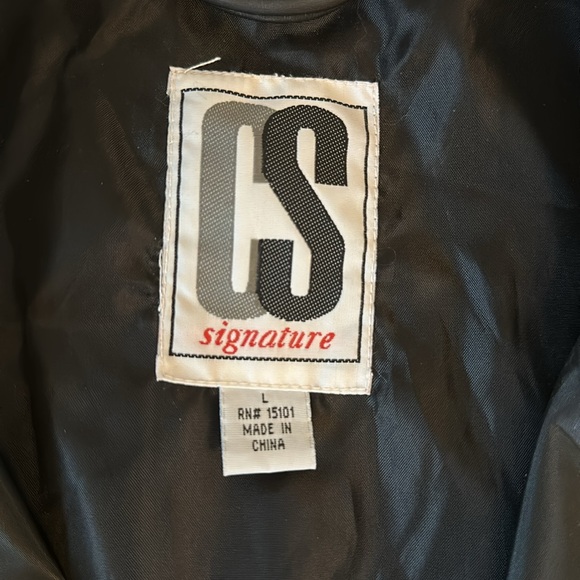 CS
signature
L
RN# 15101
MADE IN
CHINA